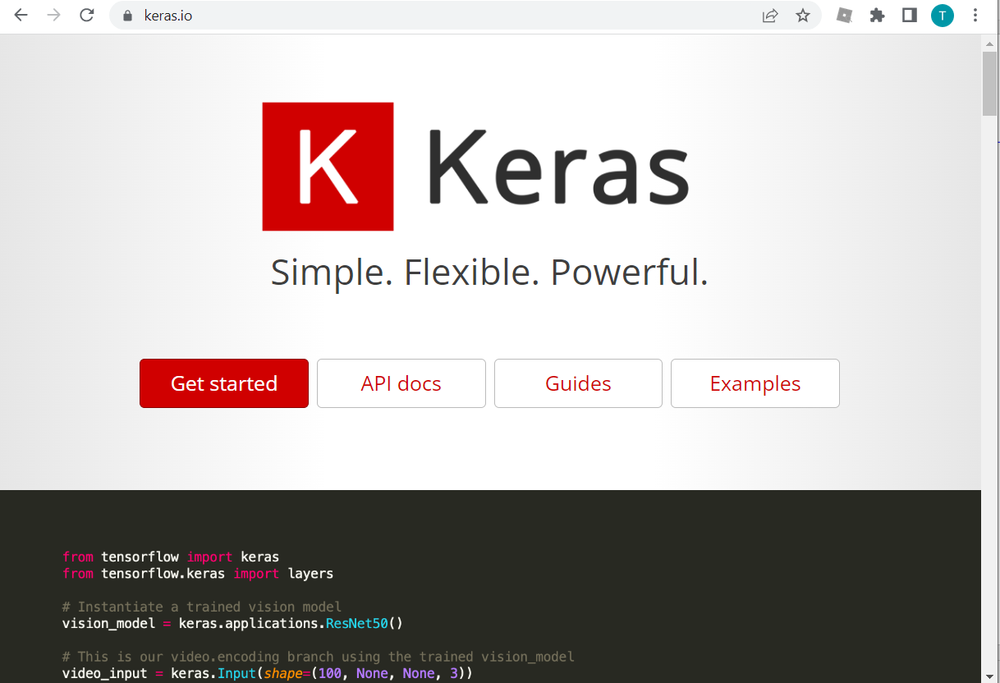 keras.io
T
K Keras
Simple. Flexible. Powerful.
Get started API docs Guides Examples
from tensorflow import keras
from tensorflow.keras import layers
# Instantiate a trained vision model
vision_model = keras.applications.ResNet50()
# This is our video.encoding branch using the trained vision_model
video_input = keras.Input(shape=(100, None, None, 3))